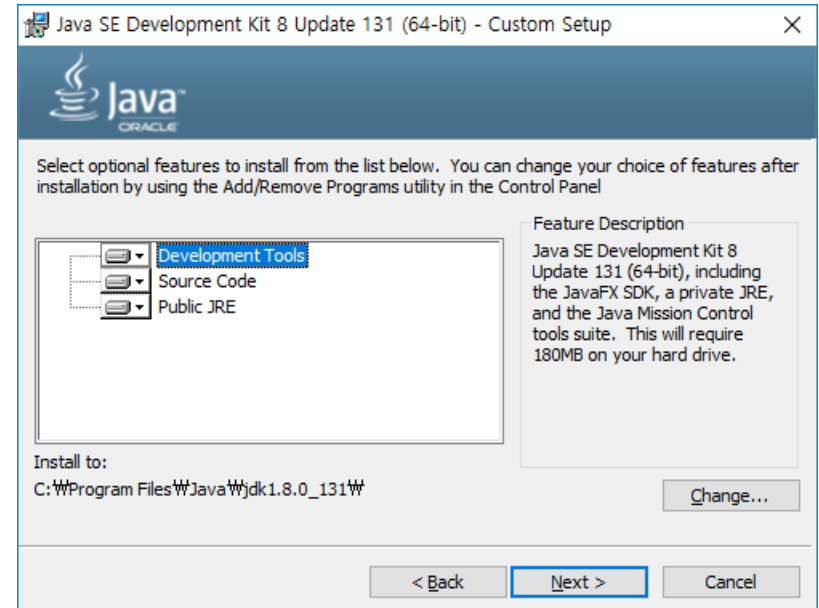 Java SE Development Kit 8 Update 131 (64-bit) - Custom Setup
Java™
ORACLE
Select optional features to install from the list below. You can change your choice of features after
installation by using the Add/Remove Programs utility in the Control Panel
Development Tools
Source Code
Public JRE
Feature Description
Java SE Development Kit 8
Update 131 (64-bit), including
the JavaFX SDK, a private JRE,
and the Java Mission Control
tools suite. This will require
180MB on your hard drive.
Install to:
C:₩Program Files₩Java₩jdk1.8.0_131₩
Change...
< Back
Next >
Cancel